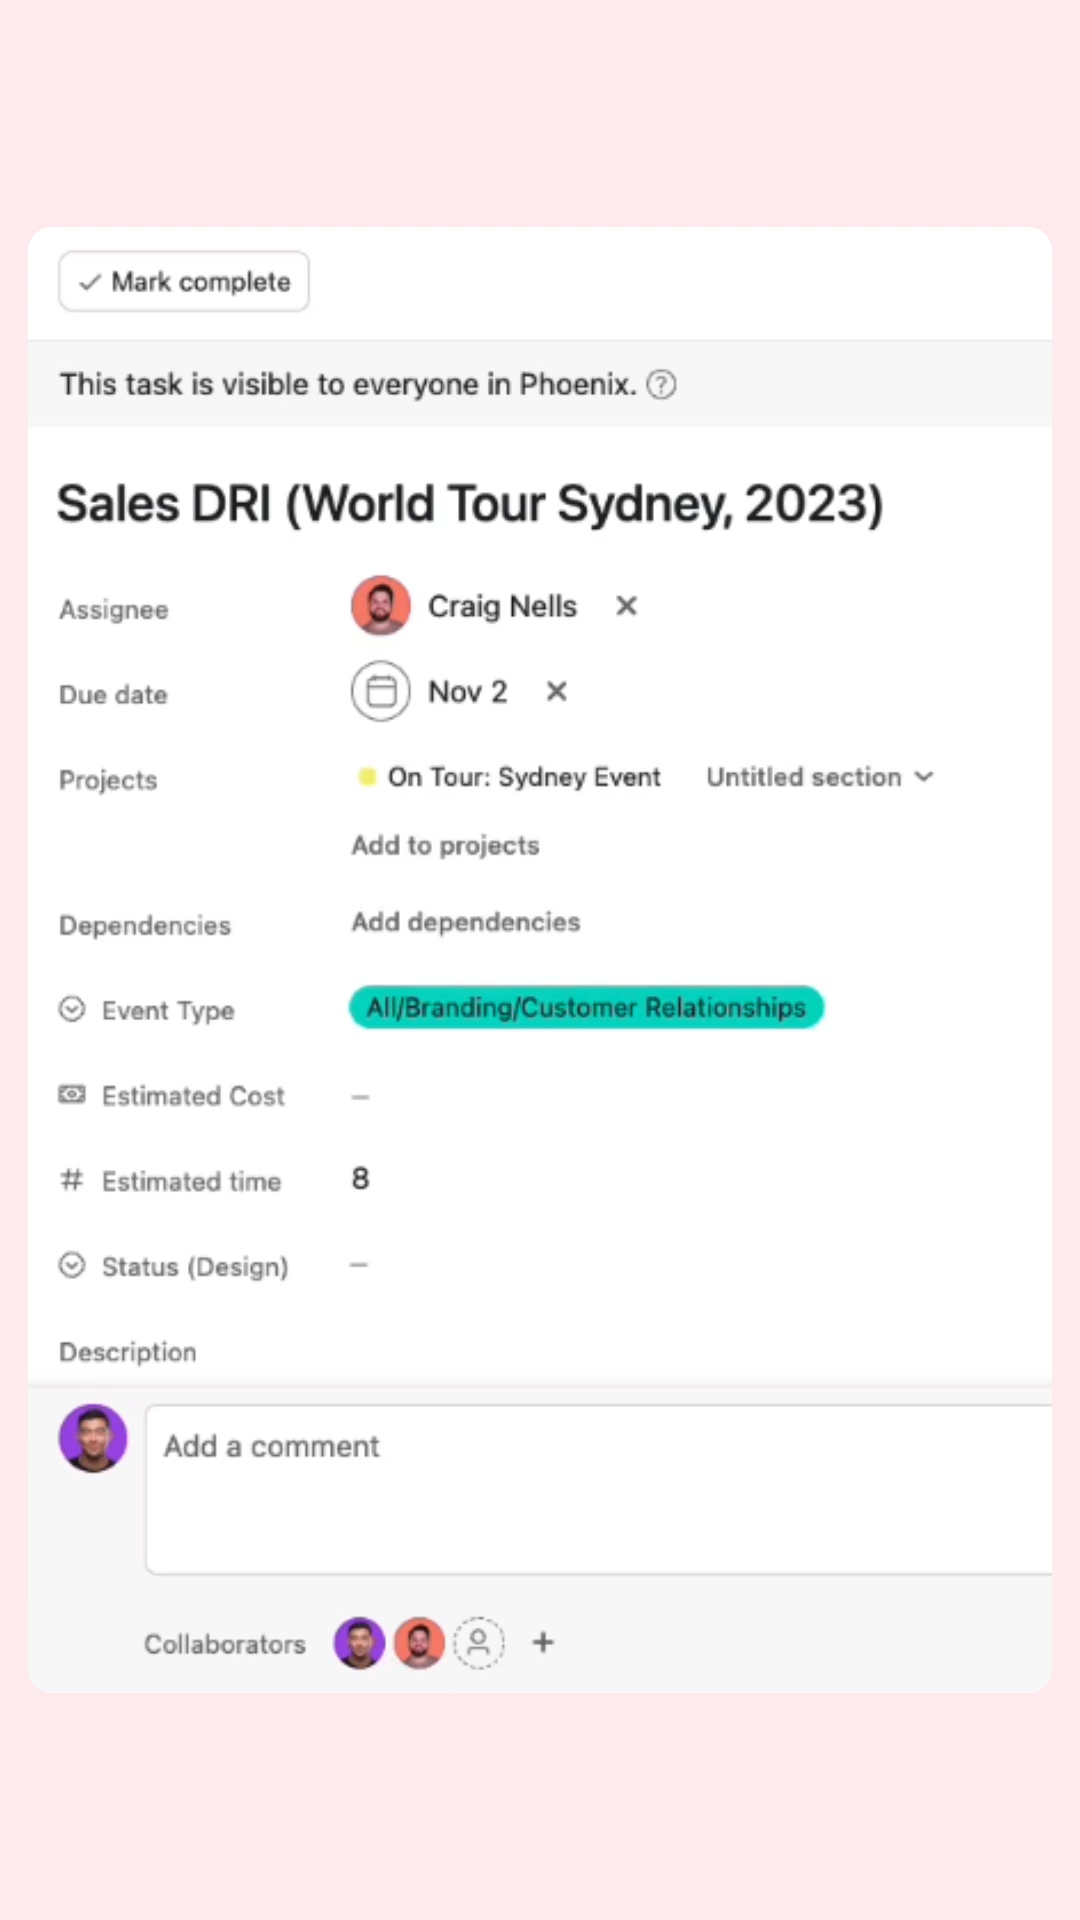 Mark complete
This task is visible to everyone in Phoenix. ?
Sales DRI (World Tour Sydney, 2023)
Assignee Craig Nells ×
Due date Nov 2 ×
Projects On Tour: Sydney Event Untitled section
Add to projects
Dependencies Add dependencies
Event Type All/Branding/Customer Relationships
Estimated Cost –
# Estimated time 8
Status (Design) –
Description
Add a comment
Collaborators +